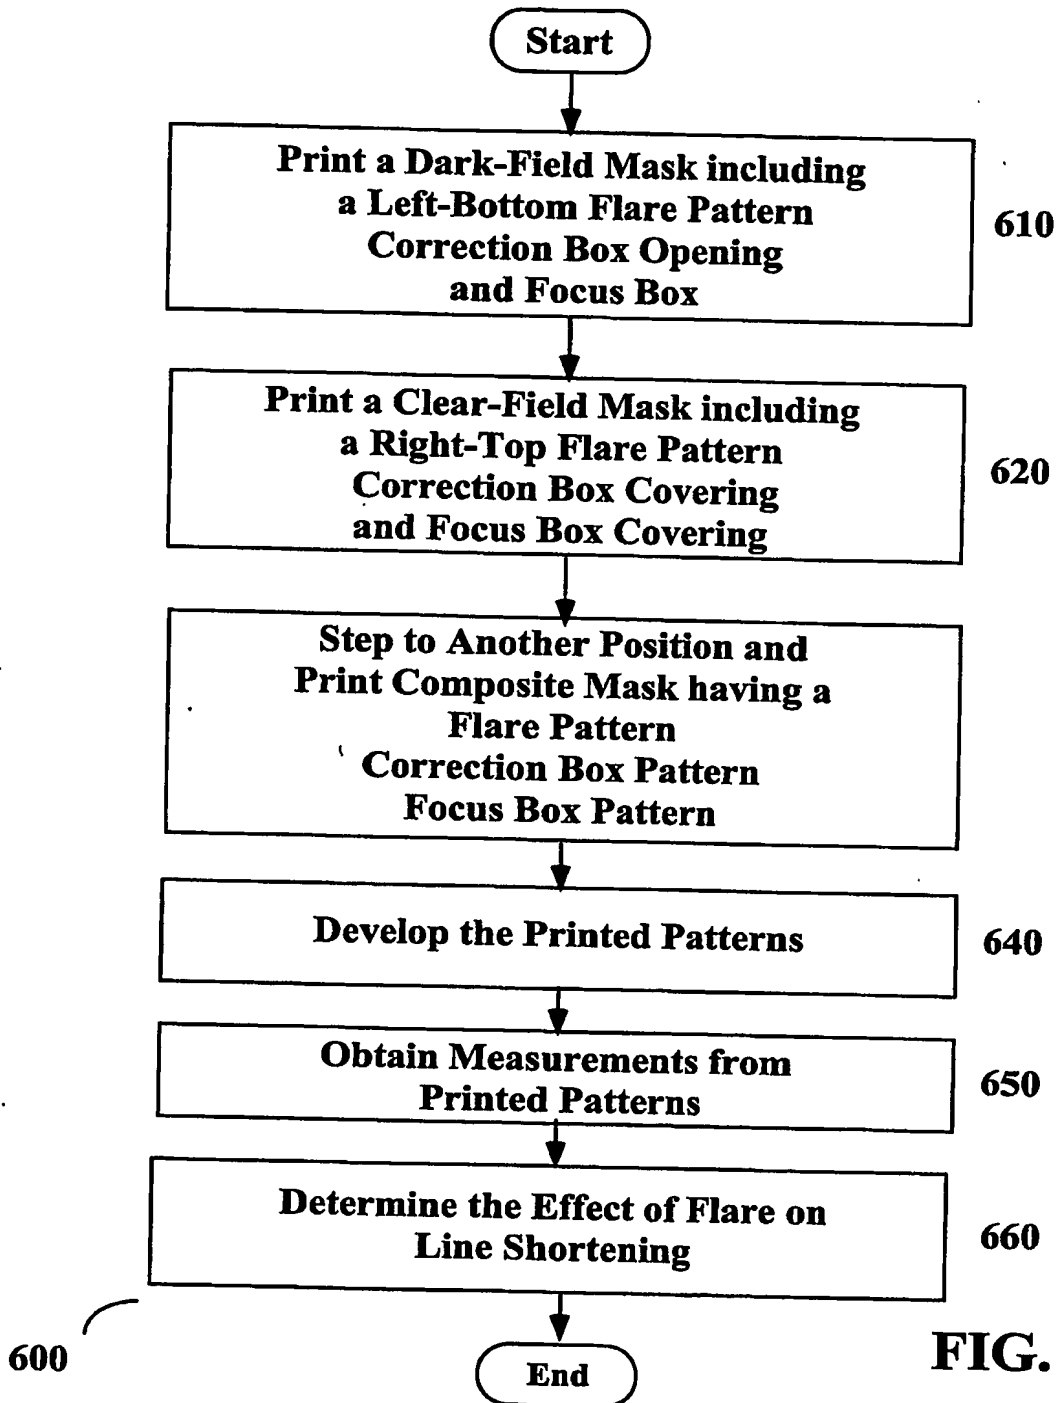 Start
Print a Dark-Field Mask including
a Left-Bottom Flare Pattern
Correction Box Opening
and Focus Box
610
Print a Clear-Field Mask including
a Right-Top Flare Pattern
Correction Box Covering
and Focus Box Covering
620
Step to Another Position and
Print Composite Mask having a
Flare Pattern
Correction Box Pattern
Focus Box Pattern
Develop the Printed Patterns
640
Obtain Measurements from
Printed Patterns
650
Determine the Effect of Flare on
Line Shortening
660
600
End
FIG.